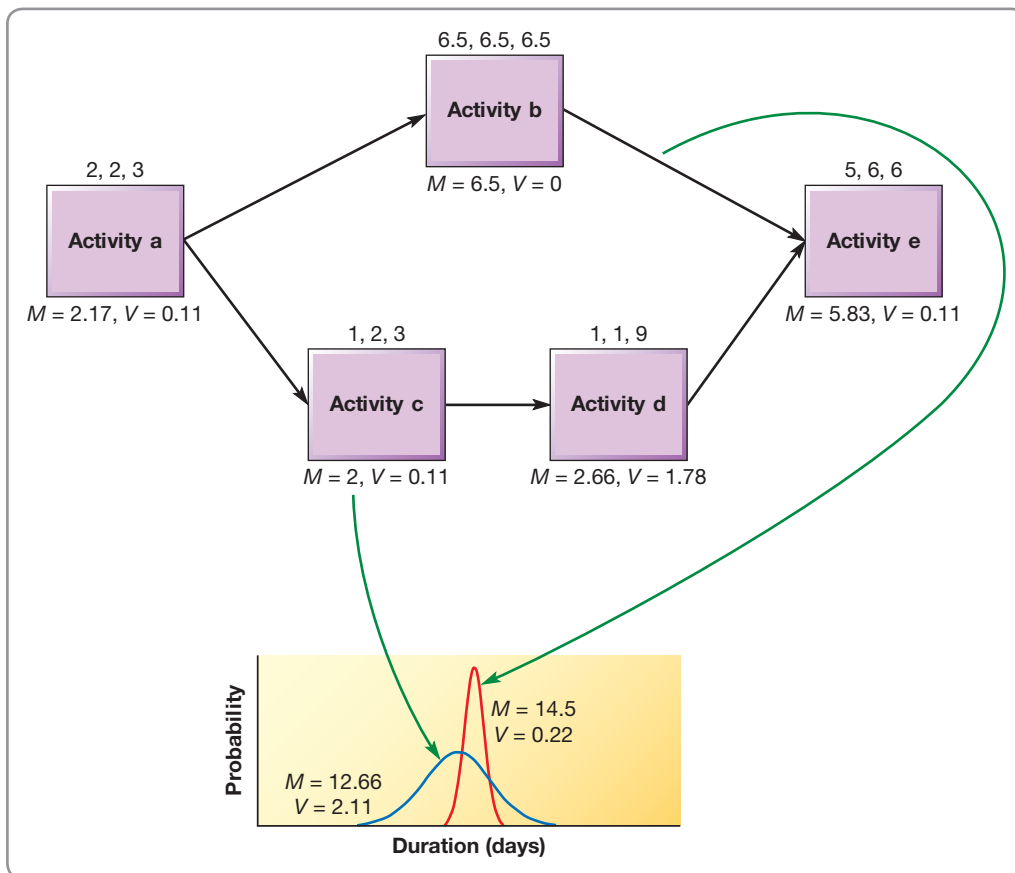 6.5, 6.5, 6.5
Activity b
M = 6.5, V = 0
2, 2, 3
Activity a
M = 2.17, V = 0.11
5, 6, 6
Activity e
M = 5.83, V = 0.11
1, 2, 3
Activity c
M = 2, V = 0.11
1, 1, 9
Activity d
M = 2.66, V = 1.78
Probability
M = 14.5
V = 0.22
M = 12.66
V = 2.11
Duration (days)